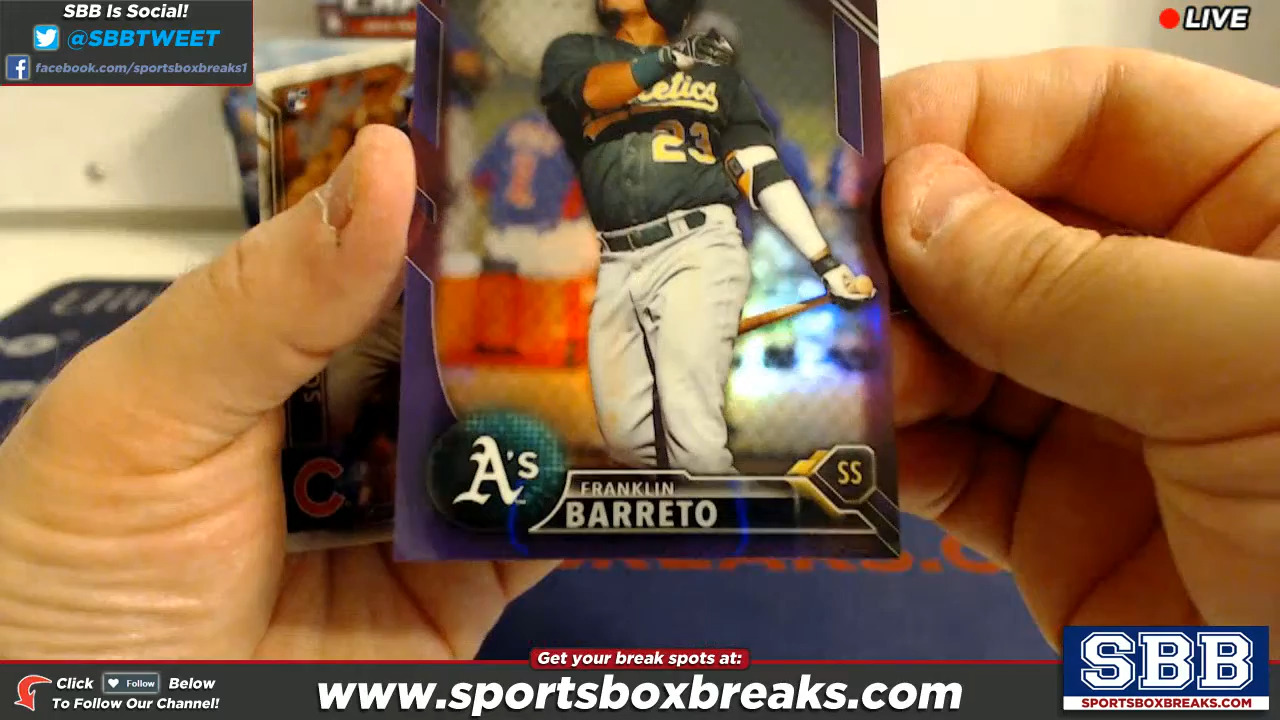 SBB Is Social!
@SBBTWEET
facebook.com/sportsboxbreaks1
LIVE
23
A's
SS
FRANKLIN
BARRETO
C
Get your break spots at:
Click Follow Below
To Follow Our Channel!
www.sportsboxbreaks.com
SBB
SPORTSBOXBREAKS.COM